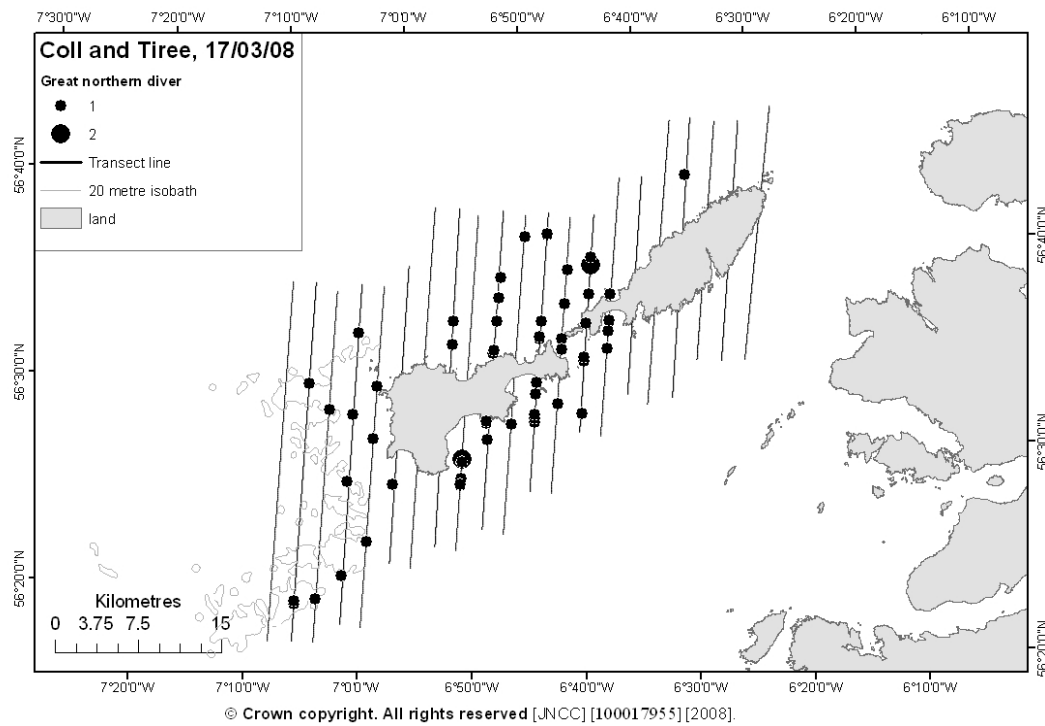 7°30'0"W 7°20'0"W 7°10'0"W 7°0'0"W 6°50'0"W 6°40'0"W 6°30'0"W 6°20'0"W 6°10'0"W
Coll and Tiree, 17/03/08
Great northern diver
1
2
Transect line
20 metre isobath
land
56°40'0"N
56°30'0"N
56°20'0"N
56°40'0"N
56°30'0"N
56°20'0"N
Kilometres
0 3.75 7.5 15
7°20'0"W 7°10'0"W 7°0'0"W 6°50'0"W 6°40'0"W 6°30'0"W 6°20'0"W 6°10'0"W
© Crown copyright. All rights reserved [JNCC] [100017955] [2008].